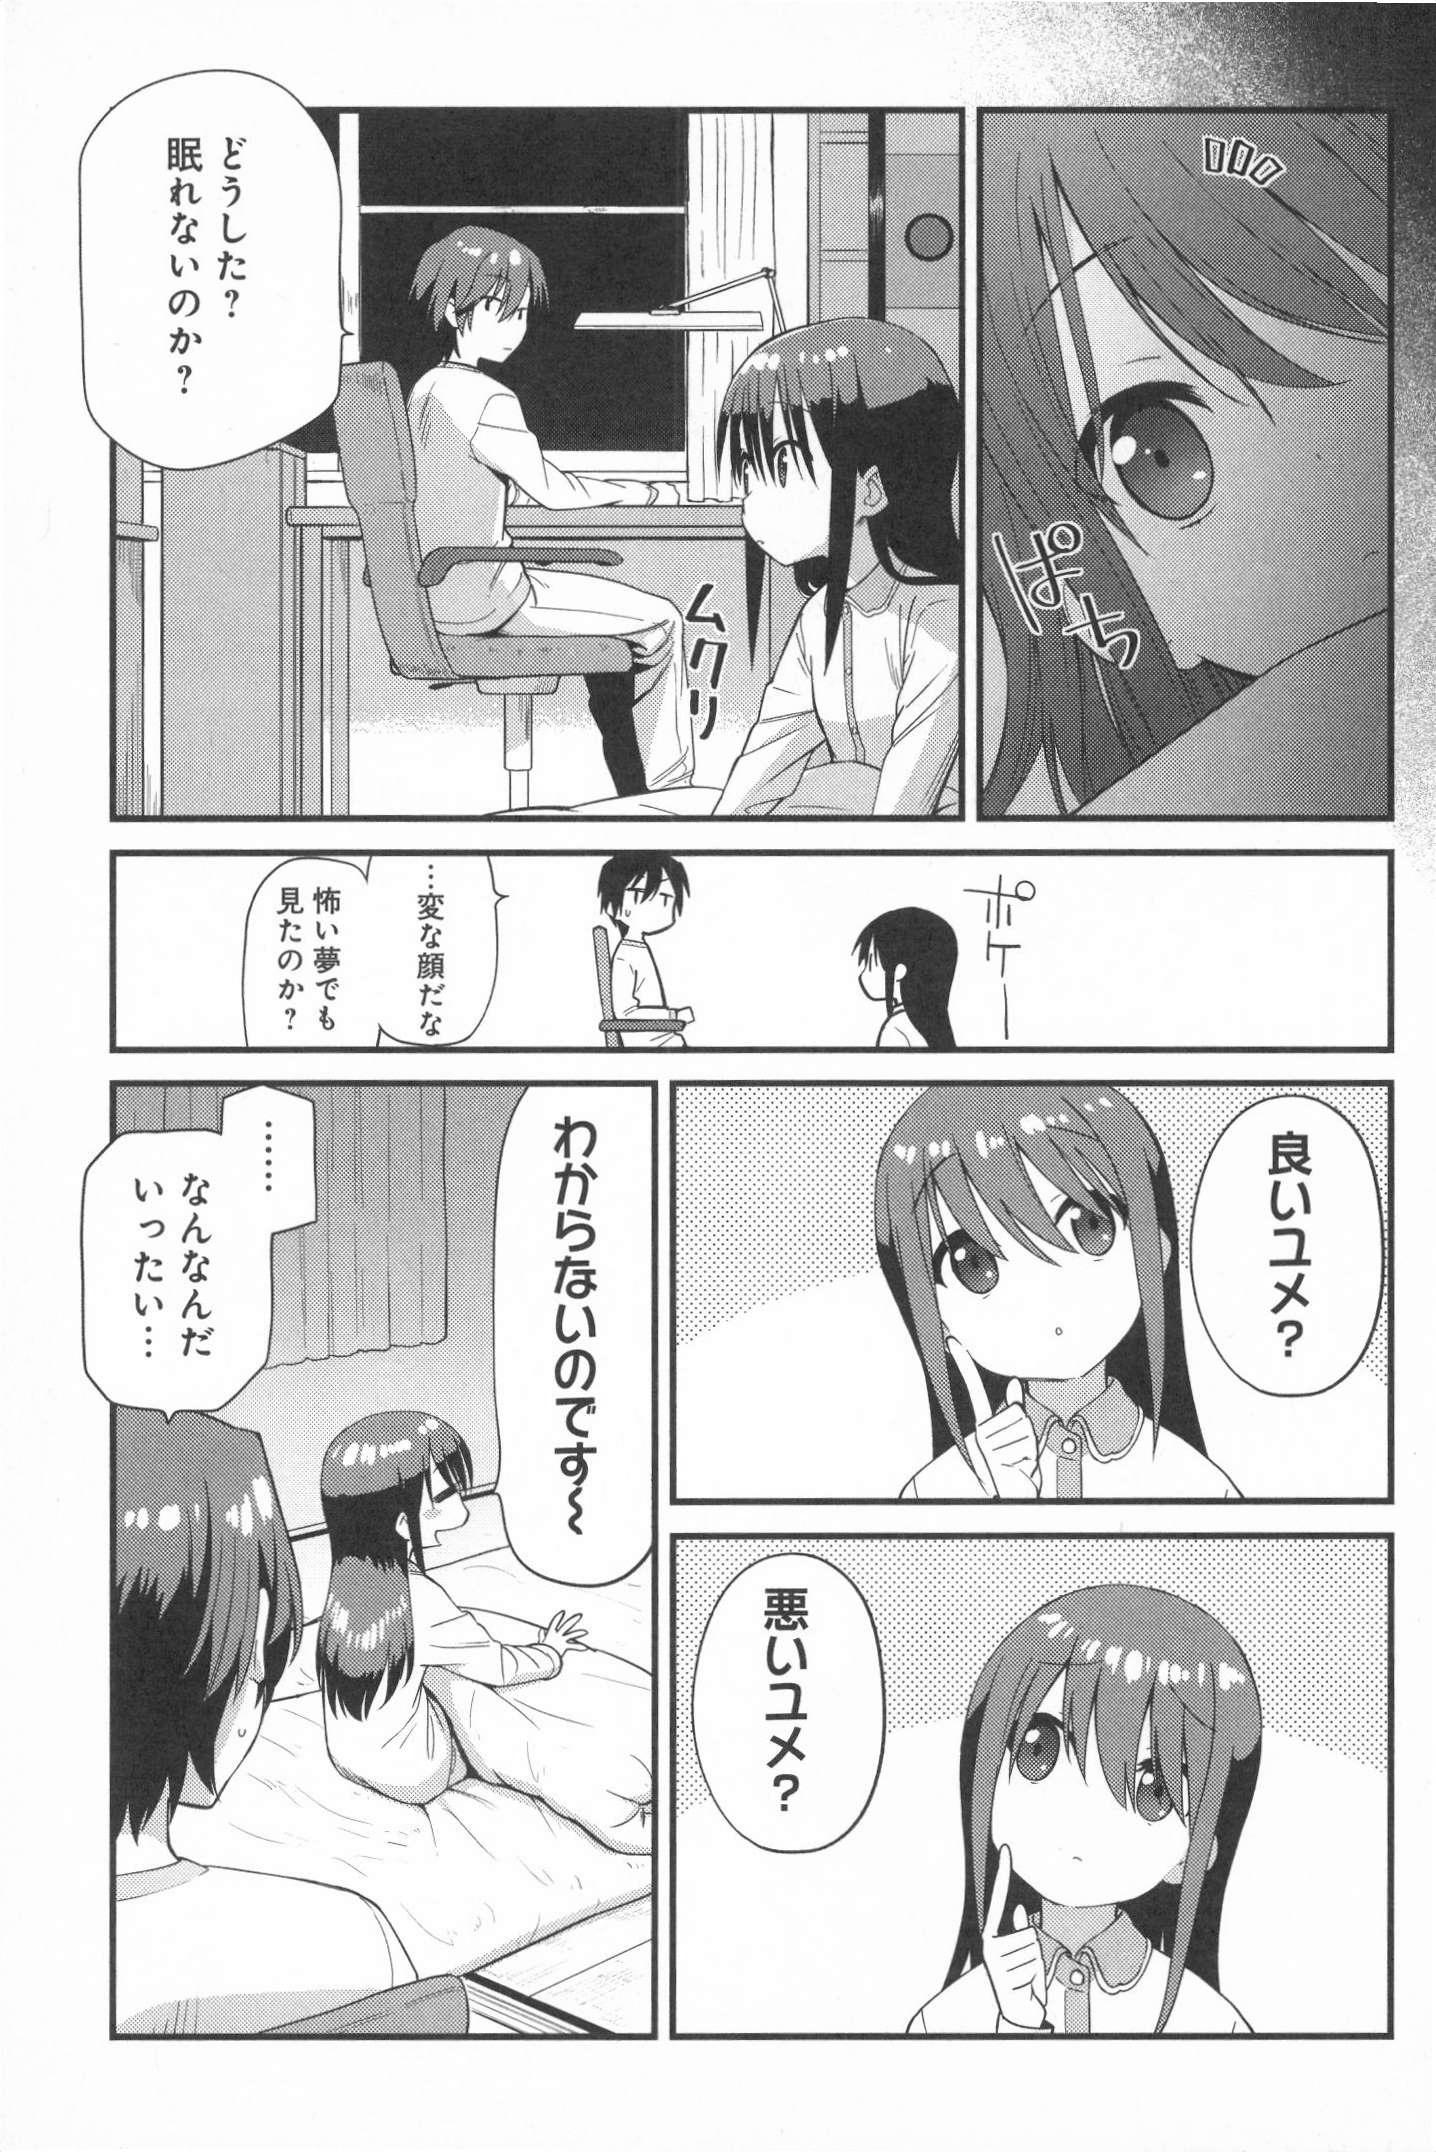 ぱち
どうした？
眠れないのか？
ムクリ
ポケー
…変な顔だな
怖い夢でも
見たのか？
良いユメ？
悪いユメ？
わからないのです～
……
なんなんだ
いったい…